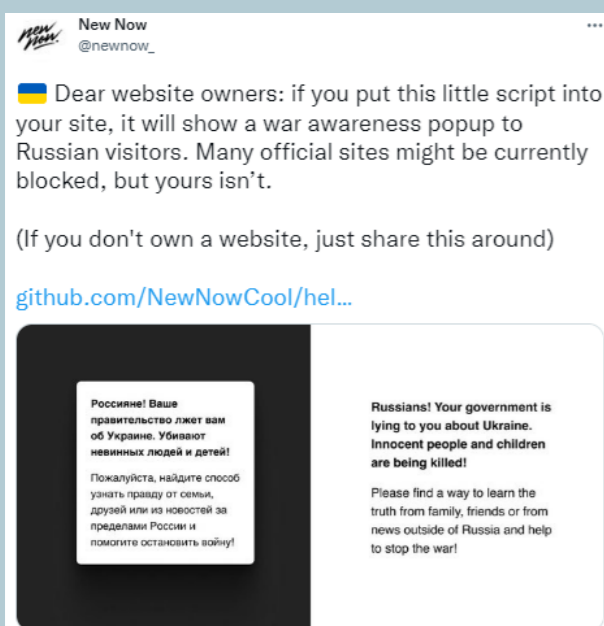 new now.
New Now
@newnow_
🇺🇦 Dear website owners: if you put this little script into
your site, it will show a war awareness popup to
Russian visitors. Many official sites might be currently
blocked, but yours isn’t.
(If you don't own a website, just share this around)
github.com/NewNowCool/hel...
Россияне! Ваше
правительство лжет вам
об Украине. Убивают
невинных людей и детей!
Пожалуйста, найдите способ
узнать правду от семьи,
друзей или из новостей за
пределами России и
помогите остановить войну!
Russians! Your government is
lying to you about Ukraine.
Innocent people and children
are being killed!
Please find a way to learn the
truth from family, friends or from
news outside of Russia and help
to stop the war!